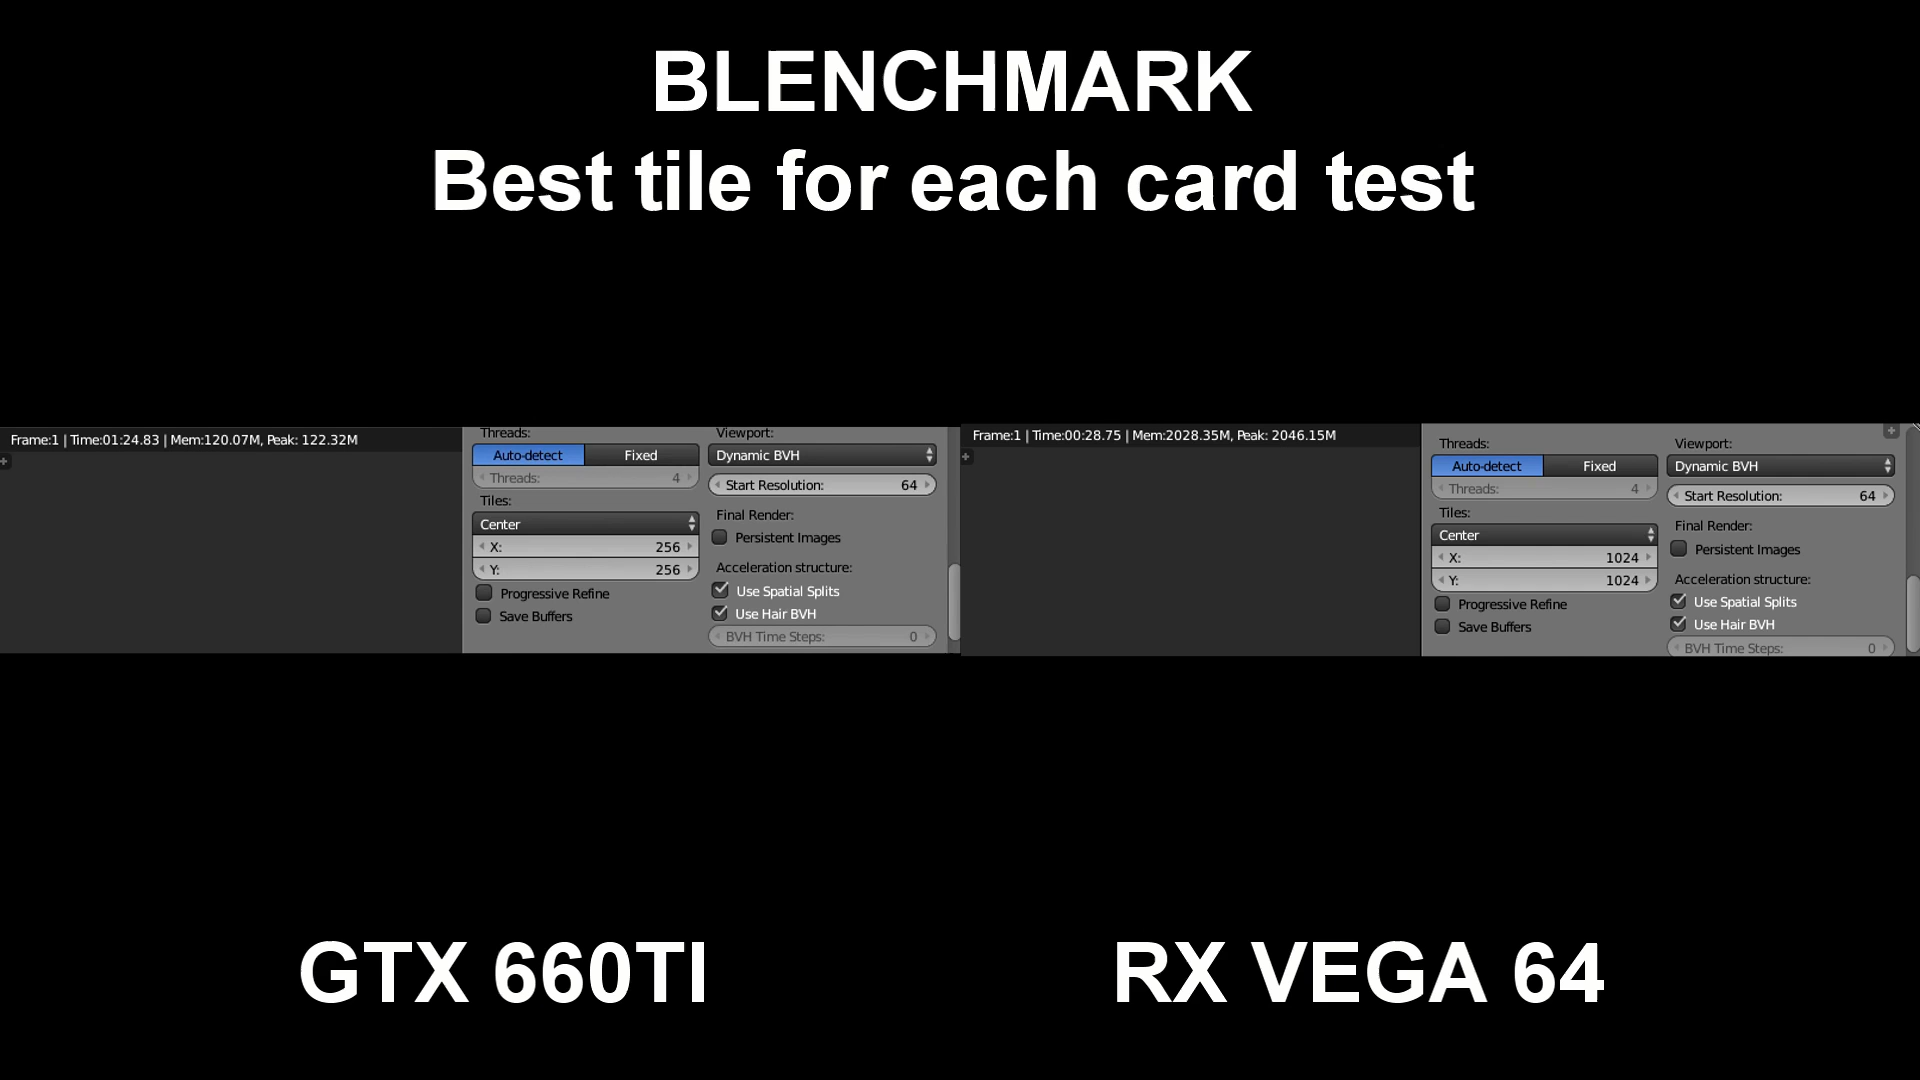 BLENCHMARK
Best tile for each card test
Frame:1 | Time:01:24.83 | Mem:120.07M, Peak: 122.32M
Threads:
Auto-detect Fixed
Threads: 4
Tiles:
Center
X: 256
Y: 256
Progressive Refine
Save Buffers
Viewport:
Dynamic BVH
Start Resolution: 64
Final Render:
Persistent Images
Acceleration structure:
Use Spatial Splits
Use Hair BVH
BVH Time Steps: 0
Frame:1 | Time:00:28.75 | Mem:2028.35M, Peak: 2046.15M
Threads:
Auto-detect Fixed
Threads: 4
Tiles:
Center
X: 1024
Y: 1024
Progressive Refine
Save Buffers
Viewport:
Dynamic BVH
Start Resolution: 64
Final Render:
Persistent Images
Acceleration structure:
Use Spatial Splits
Use Hair BVH
BVH Time Steps: 0
GTX 660TI
RX VEGA 64